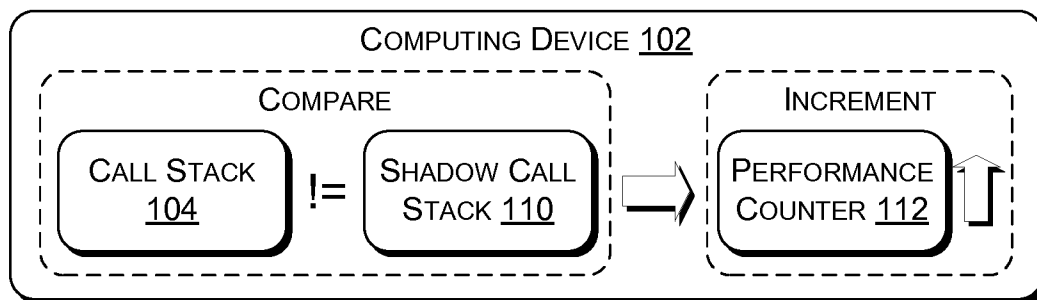 COMPUTING DEVICE 102
COMPARE
INCREMENT
CALL STACK
104
!=
SHADOW CALL
STACK 110
PERFORMANCE
COUNTER 112